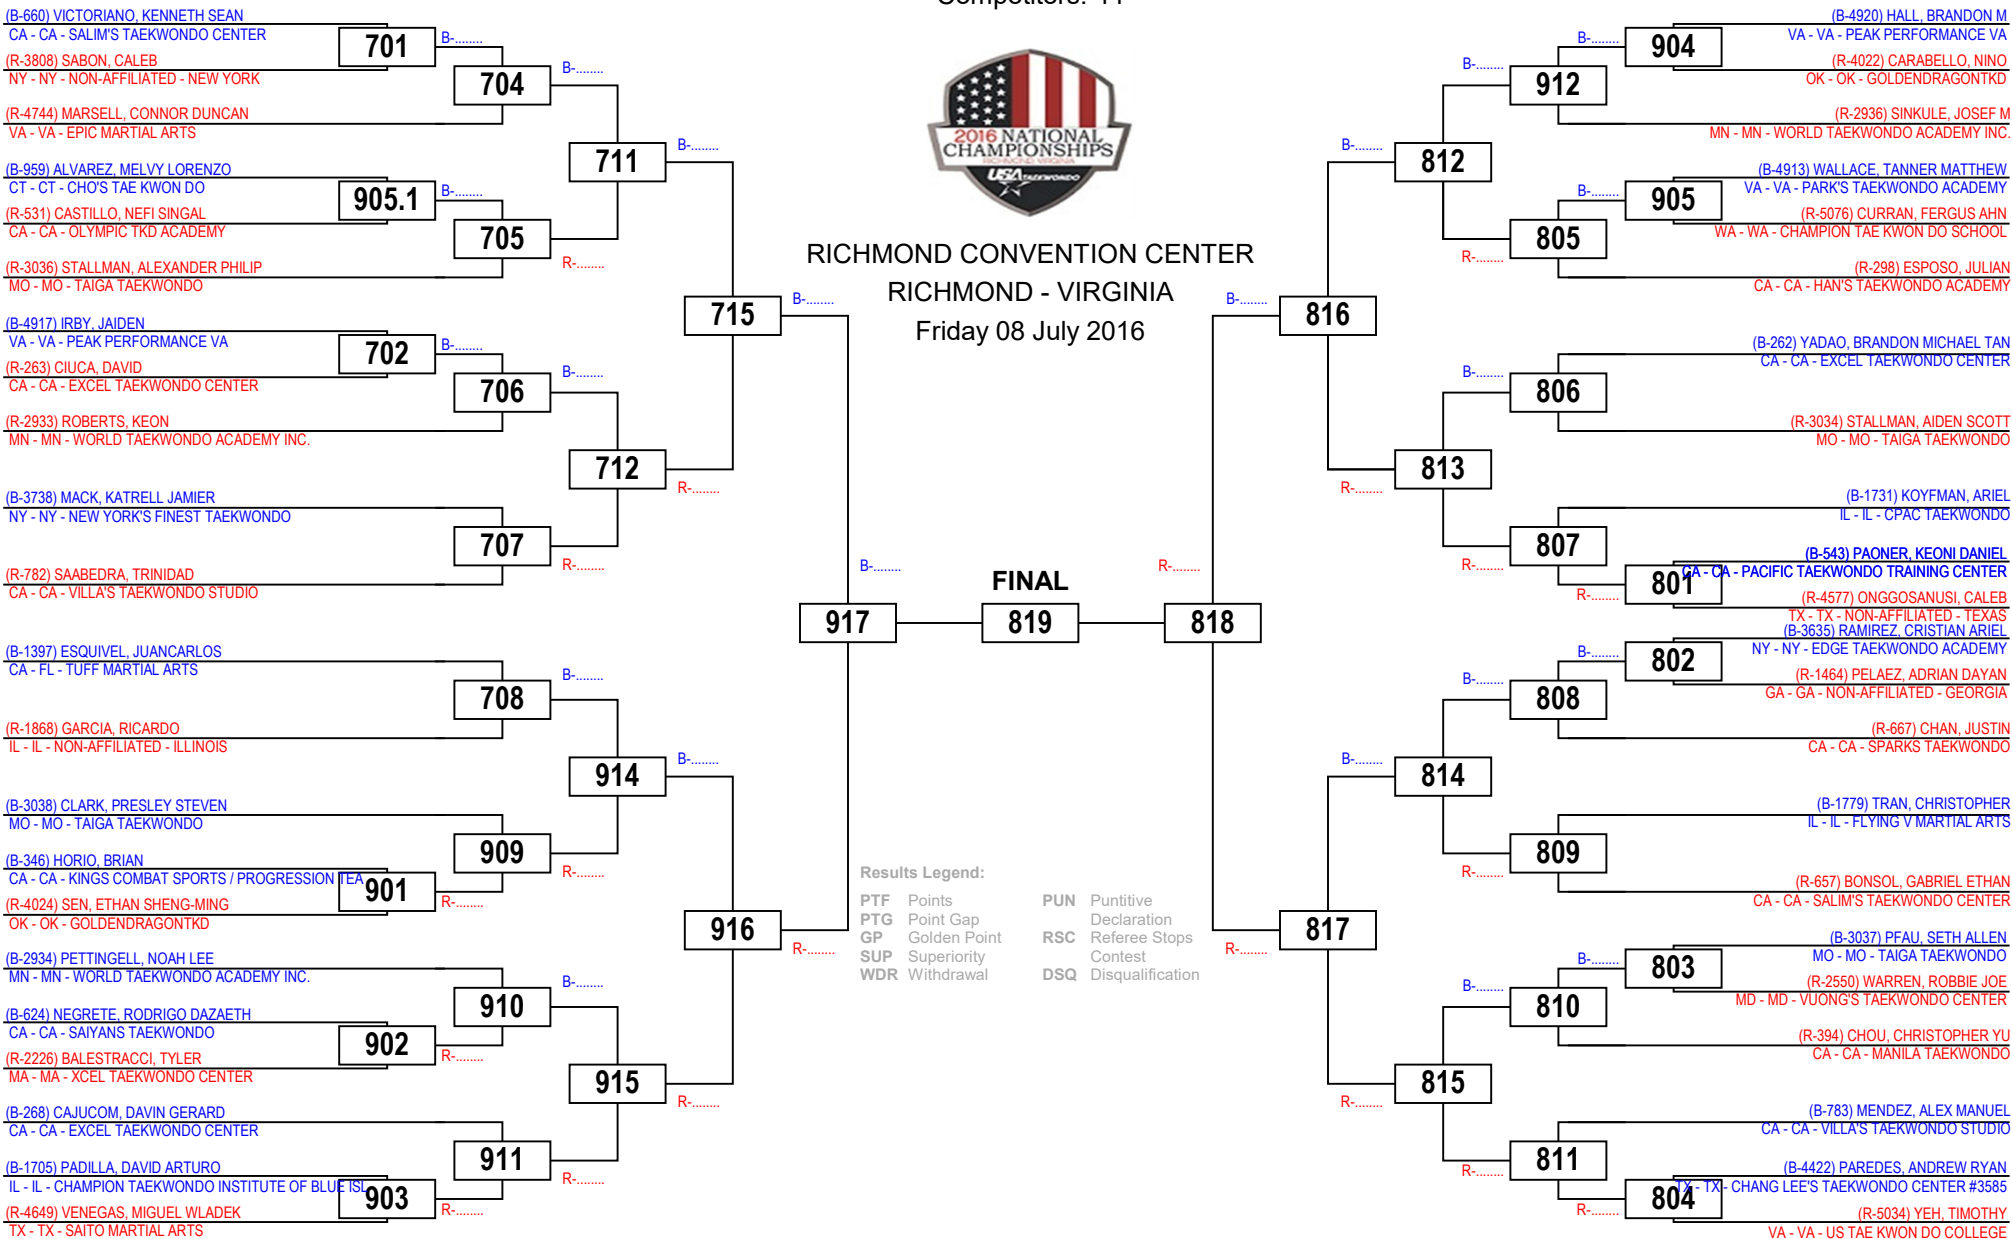 (B-660) VICTORIANO, KENNETH SEAN
CA - CA - SALIM'S TAEKWONDO CENTER
701
B-........
(R-3808) SABON, CALEB
NY - NY - NON-AFFILIATED - NEW YORK
704
B-........
(R-4744) MARSELL, CONNOR DUNCAN
VA - VA - EPIC MARTIAL ARTS
711
B-........
(B-959) ALVAREZ, MELVY LORENZO
CT - CT - CHO'S TAE KWON DO
905.1
B-........
(R-531) CASTILLO, NEFI SINGAL
CA - CA - OLYMPIC TKD ACADEMY
705
R-........
(R-3036) STALLMAN, ALEXANDER PHILIP
MO - MO - TAIGA TAEKWONDO
715
B-........
(B-4917) IRBY, JAIDEN
VA - VA - PEAK PERFORMANCE VA
702
B-........
(R-263) CIUCA, DAVID
CA - CA - EXCEL TAEKWONDO CENTER
706
B-........
(R-2933) ROBERTS, KEON
MN - MN - WORLD TAEKWONDO ACADEMY INC.
712
R-........
(B-3738) MACK, KATRELL JAMIER
NY - NY - NEW YORK'S FINEST TAEKWONDO
707
R-........
(R-782) SAABEDRA, TRINIDAD
CA - CA - VILLA'S TAEKWONDO STUDIO
B-........
917
(B-1397) ESQUIVEL, JUANCARLOS
CA - FL - TUFF MARTIAL ARTS
708
B-........
(R-1868) GARCIA, RICARDO
IL - IL - NON-AFFILIATED - ILLINOIS
914
B-........
(B-3038) CLARK, PRESLEY STEVEN
MO - MO - TAIGA TAEKWONDO
909
R-........
(B-346) HORIO, BRIAN
CA - CA - KINGS COMBAT SPORTS / PROGRESSION TEA
901
R-........
(R-4024) SEN, ETHAN SHENG-MING
OK - OK - GOLDENDRAGONTKD
916
R-........
(B-2934) PETTINGELL, NOAH LEE
MN - MN - WORLD TAEKWONDO ACADEMY INC.
910
B-........
(B-624) NEGRETE, RODRIGO DAZAETH
CA - CA - SAIYANS TAEKWONDO
902
R-........
(R-2226) BALESTRACCI, TYLER
MA - MA - XCEL TAEKWONDO CENTER
915
R-........
(B-268) CAJUCOM, DAVIN GERARD
CA - CA - EXCEL TAEKWONDO CENTER
911
R-........
(B-1705) PADILLA, DAVID ARTURO
IL - IL - CHAMPION TAEKWONDO INSTITUTE OF BLUE ISL
903
R-........
(R-4649) VENEGAS, MIGUEL WLADEK
TX - TX - SAITO MARTIAL ARTS
2016 NATIONAL
CHAMPIONSHIPS
RICHMOND VIRGINIA
USA TAEKWONDO
RICHMOND CONVENTION CENTER
RICHMOND - VIRGINIA
Friday 08 July 2016
FINAL
819
Results Legend:
PTF Points
PTG Point Gap
GP Golden Point
SUP Superiority
WDR Withdrawal
PUN Puntitive
Declaration
RSC Referee Stops
Contest
DSQ Disqualification
(B-4920) HALL, BRANDON M
VA - VA - PEAK PERFORMANCE VA
904
B-........
(R-4022) CARABELLO, NINO
OK - OK - GOLDENDRAGONTKD
912
B-........
(R-2936) SINKULE, JOSEF M
MN - MN - WORLD TAEKWONDO ACADEMY INC.
812
B-........
(B-4913) WALLACE, TANNER MATTHEW
VA - VA - PARK'S TAEKWONDO ACADEMY
905
B-........
(R-5076) CURRAN, FERGUS AHN
WA - WA - CHAMPION TAE KWON DO SCHOOL
805
R-........
(R-298) ESPOSO, JULIAN
CA - CA - HAN'S TAEKWONDO ACADEMY
816
B-........
(B-262) YADAO, BRANDON MICHAEL TAN
CA - CA - EXCEL TAEKWONDO CENTER
806
B-........
(R-3034) STALLMAN, AIDEN SCOTT
MO - MO - TAIGA TAEKWONDO
813
R-........
(B-1731) KOYFMAN, ARIEL
IL - IL - CPAC TAEKWONDO
807
R-........
(B-543) PAONER, KEONI DANIEL
CA - CA - PACIFIC TAEKWONDO TRAINING CENTER
801
R-........
(R-4577) ONGGOSANUSI, CALEB
TX - TX - NON-AFFILIATED - TEXAS
R-........
818
(B-3635) RAMIREZ, CRISTIAN ARIEL
NY - NY - EDGE TAEKWONDO ACADEMY
802
B-........
(R-1464) PELAEZ, ADRIAN DAYAN
GA - GA - NON-AFFILIATED - GEORGIA
808
B-........
(R-667) CHAN, JUSTIN
CA - CA - SPARKS TAEKWONDO
814
B-........
(B-1779) TRAN, CHRISTOPHER
IL - IL - FLYING V MARTIAL ARTS
809
R-........
(R-657) BONSOL, GABRIEL ETHAN
CA - CA - SALIM'S TAEKWONDO CENTER
817
R-........
(B-3037) PFAU, SETH ALLEN
MO - MO - TAIGA TAEKWONDO
803
B-........
(R-2550) WARREN, ROBBIE JOE
MD - MD - VUONG'S TAEKWONDO CENTER
810
B-........
(R-394) CHOU, CHRISTOPHER YU
CA - CA - MANILA TAEKWONDO
815
R-........
(B-783) MENDEZ, ALEX MANUEL
CA - CA - VILLA'S TAEKWONDO STUDIO
811
R-........
(B-4422) PAREDES, ANDREW RYAN
TX - TX - CHANG LEE'S TAEKWONDO CENTER #3585
804
R-........
(R-5034) YEH, TIMOTHY
VA - VA - US TAE KWON DO COLLEGE